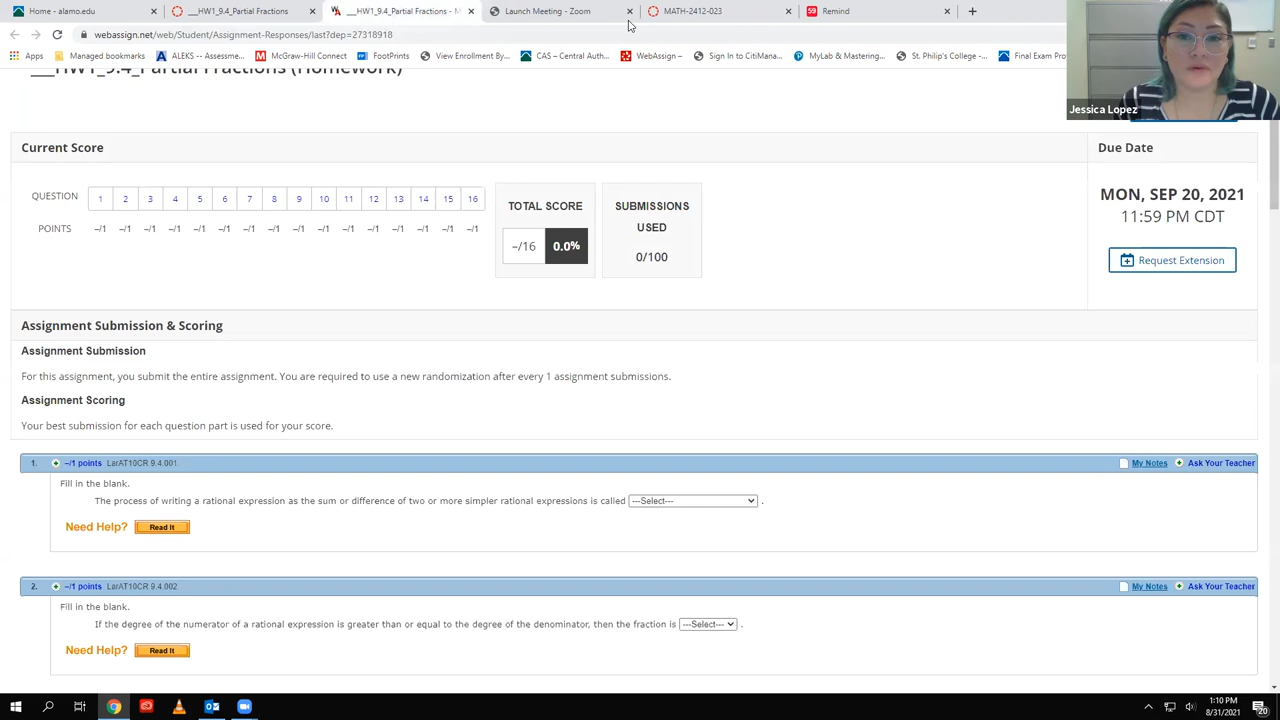 Home - alamo.edu
___HW1_9.4_Partial Fractions
___HW1_9.4_Partial Fractions - M
Launch Meeting - Zoom
MATH-2412-023
Remind
webassign.net/web/Student/Assignment-Responses/last?dep=27318918
Apps
Managed bookmarks
ALEKS -- Assessme...
McGraw-Hill Connect
FootPrints
View Enrollment By...
CAS – Central Auth...
WebAssign –
Sign In to CitiMana...
MyLab & Mastering...
St. Philip's College -...
Final Exam Pro
___HW1_9.4_Partial Fractions (Homework)
Jessica Lopez
Current Score
Due Date
QUESTION 1 2 3 4 5 6 7 8 9 10 11 12 13 14 15 16
POINTS –/1 –/1 –/1 –/1 –/1 –/1 –/1 –/1 –/1 –/1 –/1 –/1 –/1 –/1 –/1 –/1
TOTAL SCORE
–/16 0.0%
SUBMISSIONS
USED
0/100
MON, SEP 20, 2021
11:59 PM CDT
Request Extension
Assignment Submission & Scoring
Assignment Submission
For this assignment, you submit the entire assignment. You are required to use a new randomization after every 1 assignment submissions.
Assignment Scoring
Your best submission for each question part is used for your score.
1. –/1 points LarAT10CR 9.4.001 My Notes Ask Your Teacher
Fill in the blank.
The process of writing a rational expression as the sum or difference of two or more simpler rational expressions is called ---Select--- .
Need Help? Read It
2. –/1 points LarAT10CR 9.4.002 My Notes Ask Your Teacher
Fill in the blank.
If the degree of the numerator of a rational expression is greater than or equal to the degree of the denominator, then the fraction is ---Select--- .
Need Help? Read It
1:10 PM
8/31/2021
20